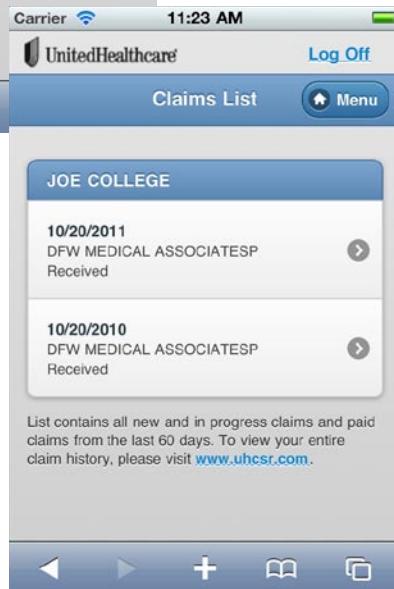 Carrier 11:23 AM
UnitedHealthcare Log Off
Claims List Menu
JOE COLLEGE
10/20/2011
DFW MEDICAL ASSOCIATESP
Received
10/20/2010
DFW MEDICAL ASSOCIATESP
Received
List contains all new and in progress claims and paid
claims from the last 60 days. To view your entire
claim history, please visit www.uhcsr.com.